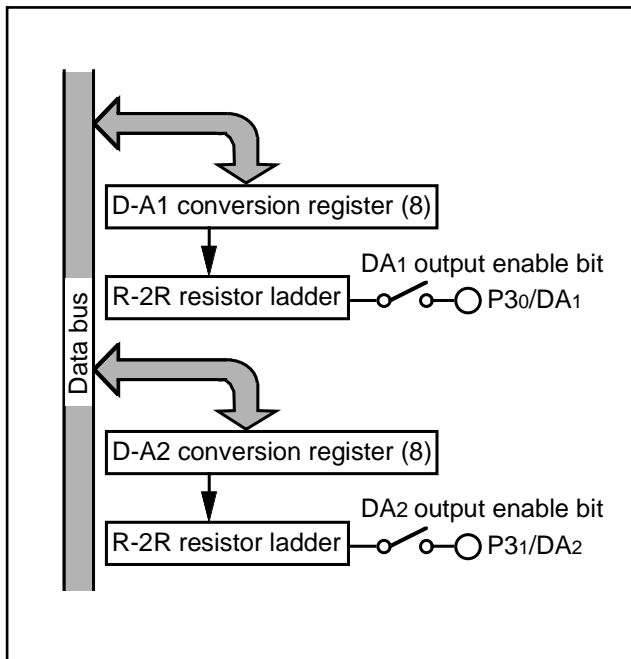 D-A1 conversion register (8)
DA1 output enable bit
R-2R resistor ladder
P30/DA1
Data bus
D-A2 conversion register (8)
DA2 output enable bit
R-2R resistor ladder
P31/DA2